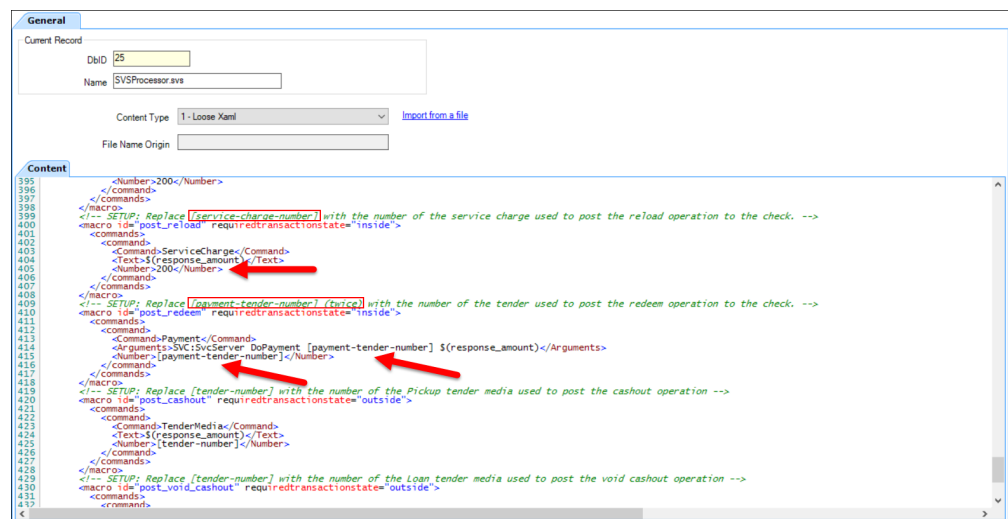 General
Current Record
DbID 25
Name SVSProcessor.svs
Content Type 1 - Loose Xaml Import from a file
File Name Origin
Content
395 <Number>200</Number>
396 </command>
397 </commands>
398 </macro>
399 <!-- SETUP: Replace [service-charge-number] with the number of the service charge used to post the reload operation to the check. -->
400 <macro id="post_reload" requiredtransactionstate="inside">
401 <commands>
402 <command>
403 <Command>ServiceCharge</Command>
404 <Text>$(response_amount)</Text>
405 <Number>200</Number>
406 </command>
407 </commands>
408 </macro>
409 <!-- SETUP: Replace [payment-tender-number] (twice) with the number of the tender used to post the redeem operation to the check. -->
410 <macro id="post_redeem" requiredtransactionstate="inside">
411 <commands>
412 <command>
413 <Command>Payment</Command>
414 <Arguments>SVC:SvcServer DoPayment [payment-tender-number] $(response_amount)</Arguments>
415 <Number>[payment-tender-number]</Number>
416 </command>
417 </commands>
418 </macro>
419 <!-- SETUP: Replace [tender-number] with the number of the Pickup tender media used to post the cashout operation -->
420 <macro id="post_cashout" requiredtransactionstate="outside">
421 <commands>
422 <command>
423 <Command>TenderMedia</Command>
424 <Text>$(response_amount)</Text>
425 <Number>[tender-number]</Number>
426 </command>
427 </commands>
428 </macro>
429 <!-- SETUP: Replace [tender-number] with the number of the Loan tender media used to post the void cashout operation -->
430 <macro id="post_void_cashout" requiredtransactionstate="outside">
431 <commands>
432 <command>